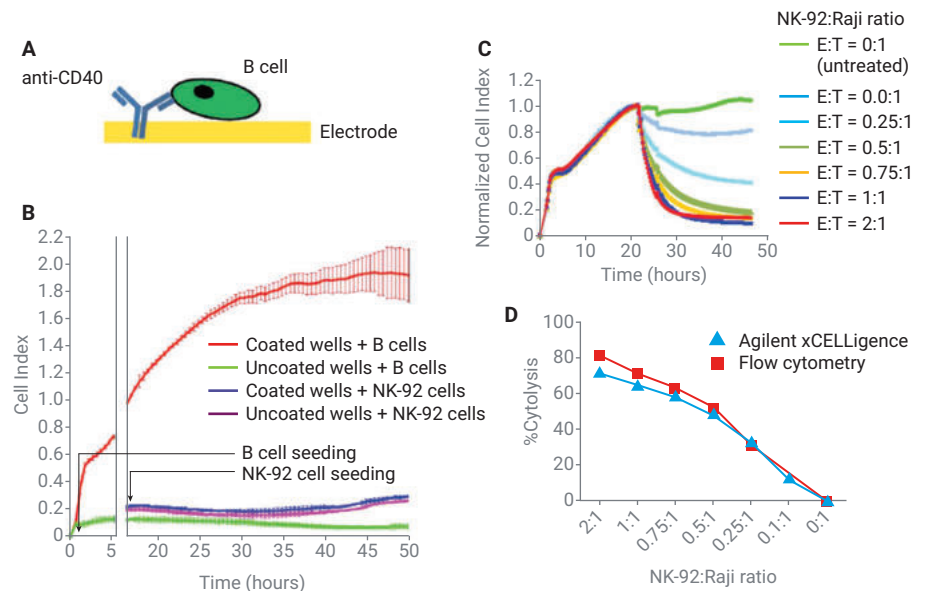 A
anti-CD40
B cell
Electrode
B
2.2
2.0
1.8
1.6
1.4
1.2
1.0
0.8
0.6
0.4
0.2
0
Cell Index
0
5
20
25
30
35
40
45
50
Time (hours)
Coated wells + B cells
Uncoated wells + B cells
Coated wells + NK-92 cells
Uncoated wells + NK-92 cells
B cell seeding
NK-92 cell seeding
C
1.2
1.0
0.8
0.6
0.4
0.2
0
Normalized Cell Index
0
10
20
30
40
50
Time (hours)
NK-92:Raji ratio
E:T = 0:1
(untreated)
E:T = 0.0:1
E:T = 0.25:1
E:T = 0.5:1
E:T = 0.75:1
E:T = 1:1
E:T = 2:1
D
100
80
60
40
20
0
%Cytolysis
Agilent xCELLigence
Flow cytometry
2:1
1:1
0.75:1
0.5:1
0.25:1
0.1:1
0:1
NK-92:Raji ratio